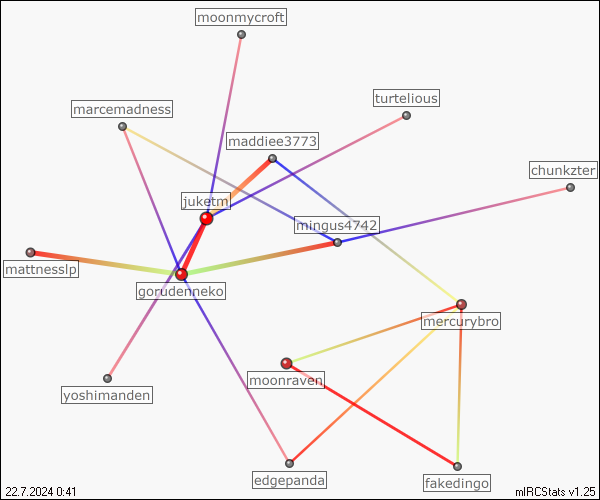 moonmycroft
turtelious
marcemadness
maddiee3773
chunkzter
juketm
mingus4742
mattnesslp
gorudenneko
mercurybro
moonraven
yoshimanden
edgepanda
fakedingo
22.7.2024 0:41
mIRCStats v1.25